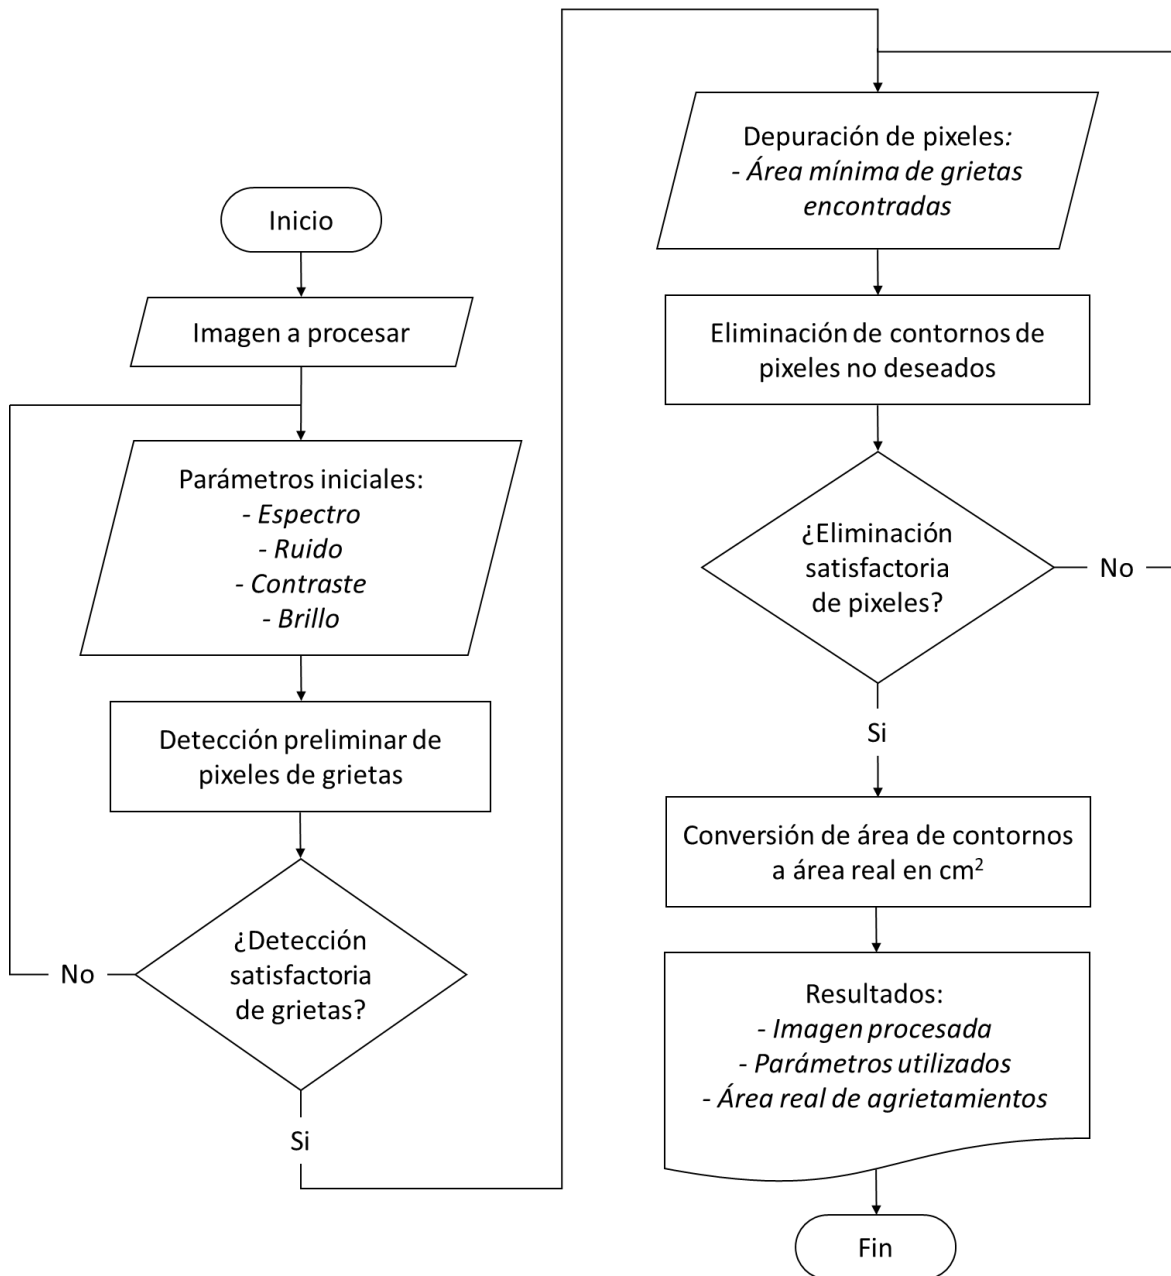 Inicio
Imagen a procesar
Parámetros iniciales:
- Espectro
- Ruido
- Contraste
- Brillo
Detección preliminar de
pixeles de grietas
¿Detección
satisfactoria
de grietas?
No
Si
Depuración de pixeles:
- Área mínima de grietas
encontradas
Eliminación de contornos de
pixeles no deseados
¿Eliminación
satisfactoria
de pixeles?
No
Si
Conversión de área de contornos
a área real en cm²
Resultados:
- Imagen procesada
- Parámetros utilizados
- Área real de agrietamientos
Fin